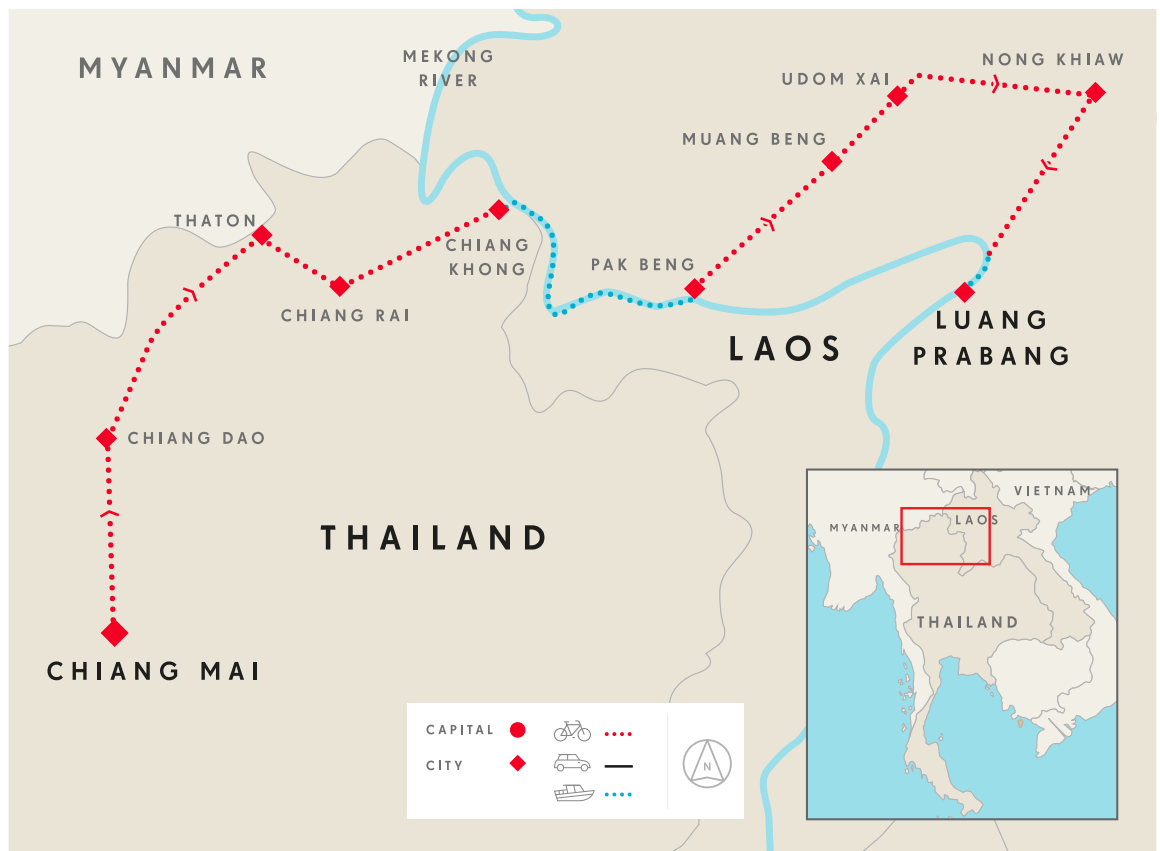 MYANMAR
MEKONG
RIVER
UDOM XAI
NONG KHIAW
MUANG BENG
THATON
CHIANG
KHONG
PAK BENG
CHIANG RAI
LUANG
PRABANG
LAOS
CHIANG DAO
THAILAND
CHIANG MAI
CAPITAL
CITY
N
VIETNAM
LAOS
MYANMAR
THAILAND